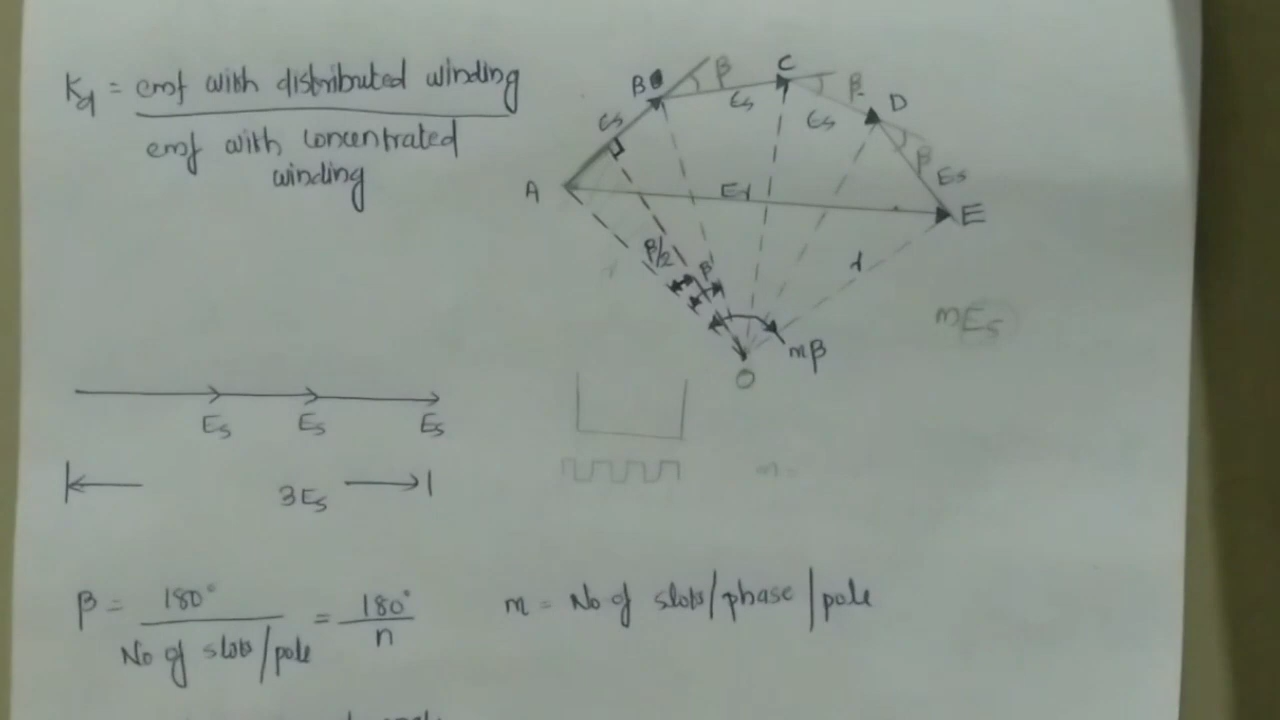 Kd = emf with distributed winding
emf with concentrated
winding
B β C β D
Es Es Es β Es
A Er E
β/2 β r
mEs
mβ
O
Es Es Es
3Es
β = 180° / No of slots/pole = 180° / n
m = No of slots/phase/pole